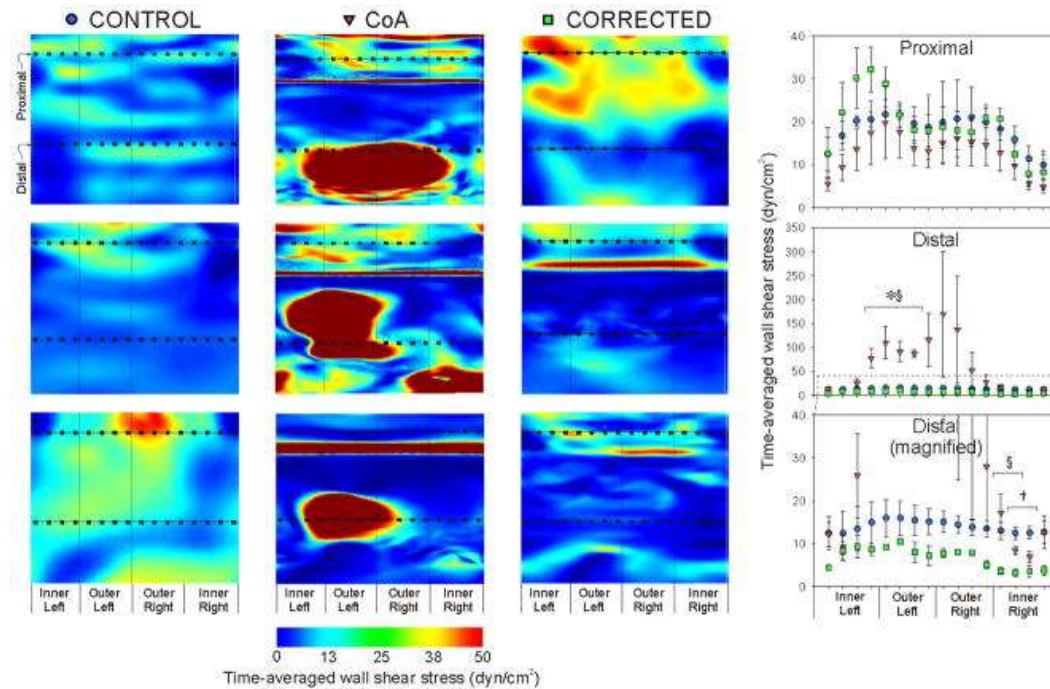 CONTROL
CoA
CORRECTED
Proximal
Distal
Inner Left
Outer Left
Outer Right
Inner Right
Inner Left
Outer Left
Outer Right
Inner Right
Inner Left
Outer Left
Outer Right
Inner Right
0 13 25 38 50
Time-averaged wall shear stress (dyn/cm²)
Time-averaged wall shear stress (dyn/cm²)
Proximal
40
30
20
10
0
Distal
*§
350
300
250
200
150
100
50
0
Distal
(magnified)
§
†
40
30
20
10
0
Inner Left
Outer Left
Outer Right
Inner Right